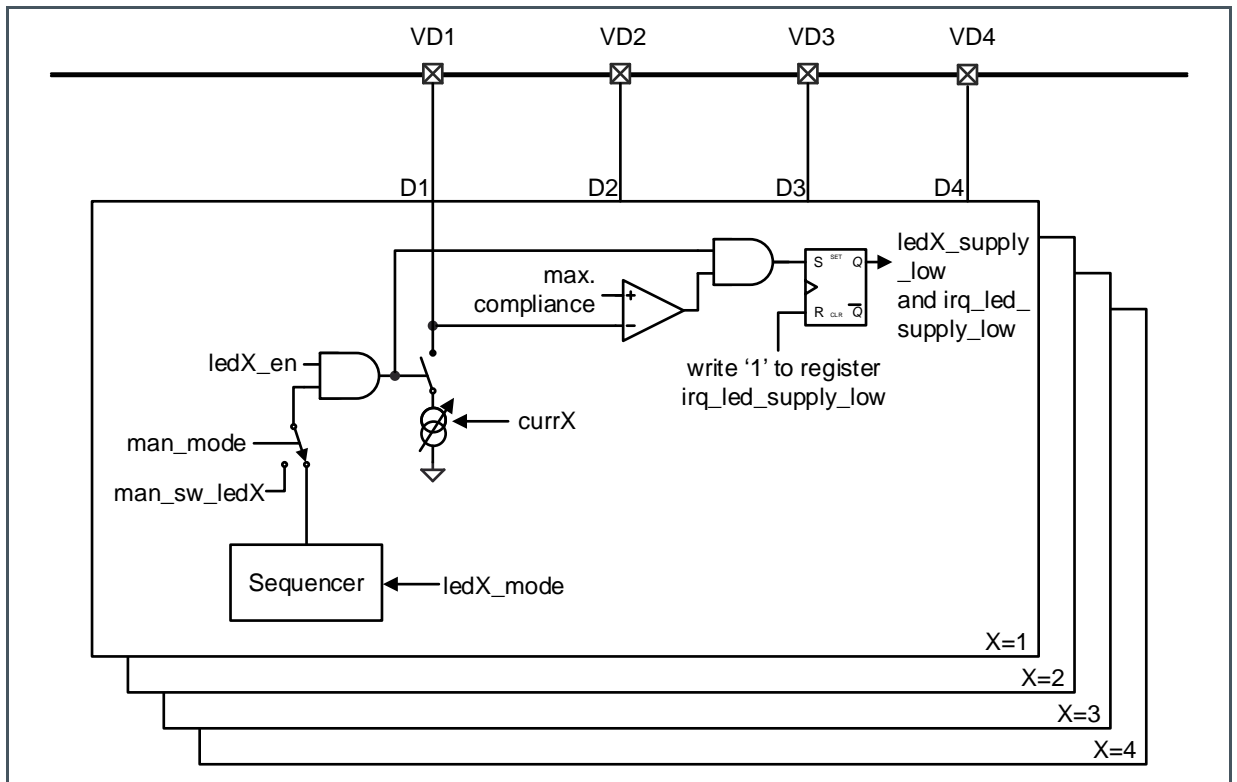 VD1
VD2
VD3
VD4
D1
D2
D3
D4
ledX_supply
_low
and irq_led_
supply_low
S SET Q
R CLR Q
max.
compliance
+
-
write ‘1’ to register
irq_led_supply_low
ledX_en
currX
man_mode
man_sw_ledX
Sequencer
ledX_mode
X=1
X=2
X=3
X=4